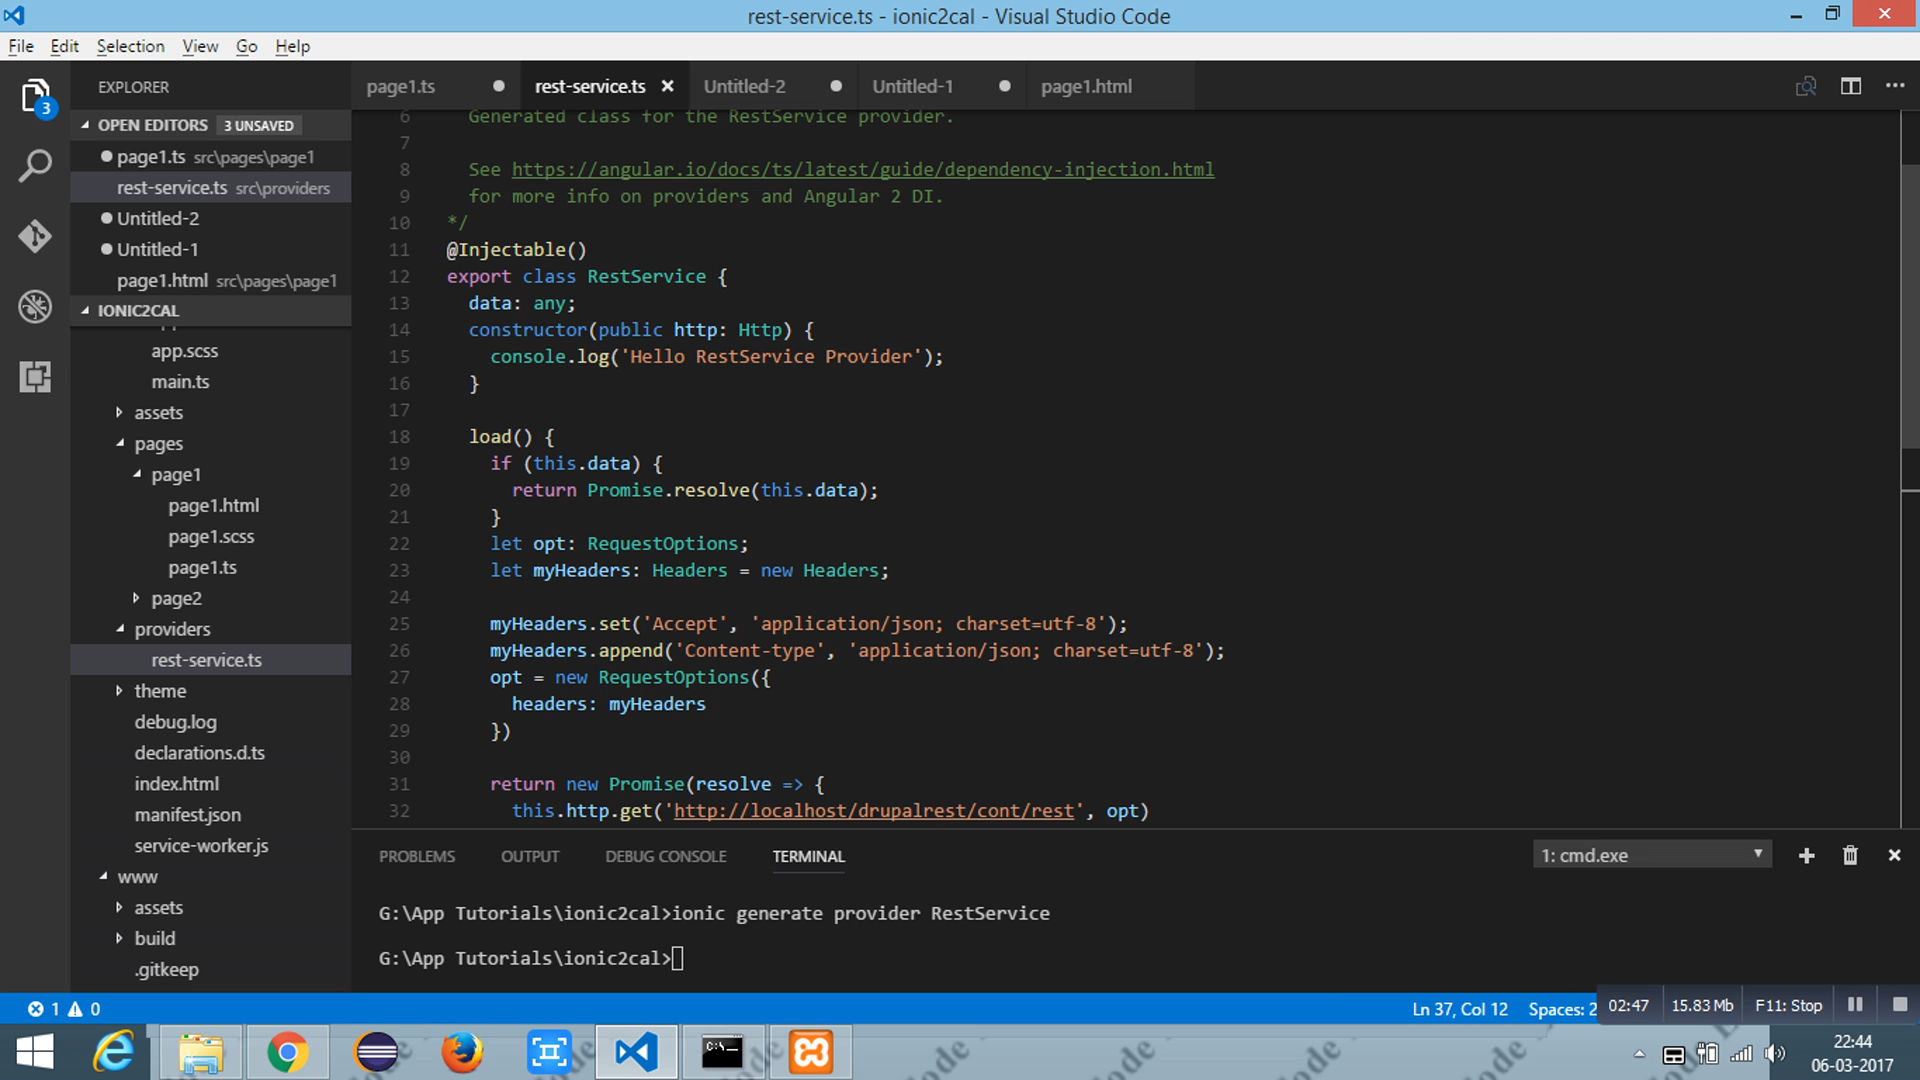 rest-service.ts - ionic2cal - Visual Studio Code
File Edit Selection View Go Help
EXPLORER
page1.ts
rest-service.ts
Untitled-2
Untitled-1
page1.html
3
OPEN EDITORS 3 UNSAVED
page1.ts src\pages\page1
rest-service.ts src\providers
Untitled-2
Untitled-1
page1.html src\pages\page1
IONIC2CAL
app.scss
main.ts
assets
pages
page1
page1.html
page1.scss
page1.ts
page2
providers
rest-service.ts
theme
debug.log
declarations.d.ts
index.html
manifest.json
service-worker.js
www
assets
build
.gitkeep
6 Generated class for the RestService provider.
7
8 See https://angular.io/docs/ts/latest/guide/dependency-injection.html
9 for more info on providers and Angular 2 DI.
10 */
11 @Injectable()
12 export class RestService {
13 data: any;
14 constructor(public http: Http) {
15 console.log('Hello RestService Provider');
16 }
17
18 load() {
19 if (this.data) {
20 return Promise.resolve(this.data);
21 }
22 let opt: RequestOptions;
23 let myHeaders: Headers = new Headers;
24
25 myHeaders.set('Accept', 'application/json; charset=utf-8');
26 myHeaders.append('Content-type', 'application/json; charset=utf-8');
27 opt = new RequestOptions({
28 headers: myHeaders
29 })
30
31 return new Promise(resolve => {
32 this.http.get('http://localhost/drupalrest/cont/rest', opt)
PROBLEMS OUTPUT DEBUG CONSOLE TERMINAL 1: cmd.exe
G:\App Tutorials\ionic2cal>ionic generate provider RestService
G:\App Tutorials\ionic2cal>
1 0
Ln 37, Col 12 Spaces: 2
02:47 15.83 Mb F11: Stop
22:44
06-03-2017